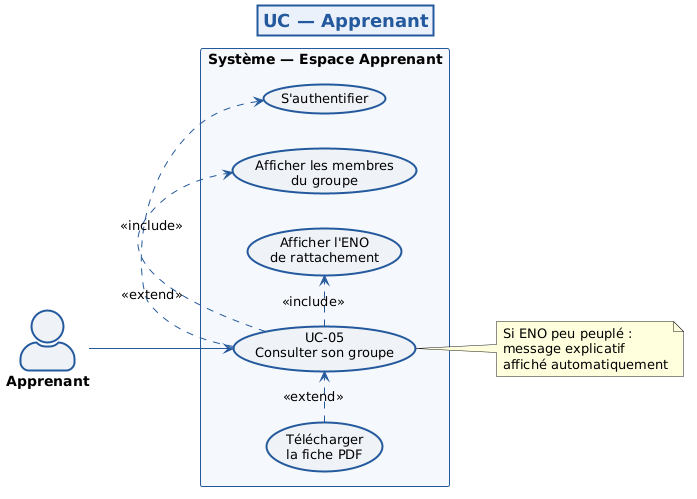 UC — Apprenant
Système — Espace Apprenant
S'authentifier
Afficher les membres
du groupe
«include»
Afficher l'ENO
de rattachement
«extend»
«include»
Apprenant
UC-05
Consulter son groupe
Si ENO peu peuplé :
message explicatif
affiché automatiquement
«extend»
Télécharger
la fiche PDF